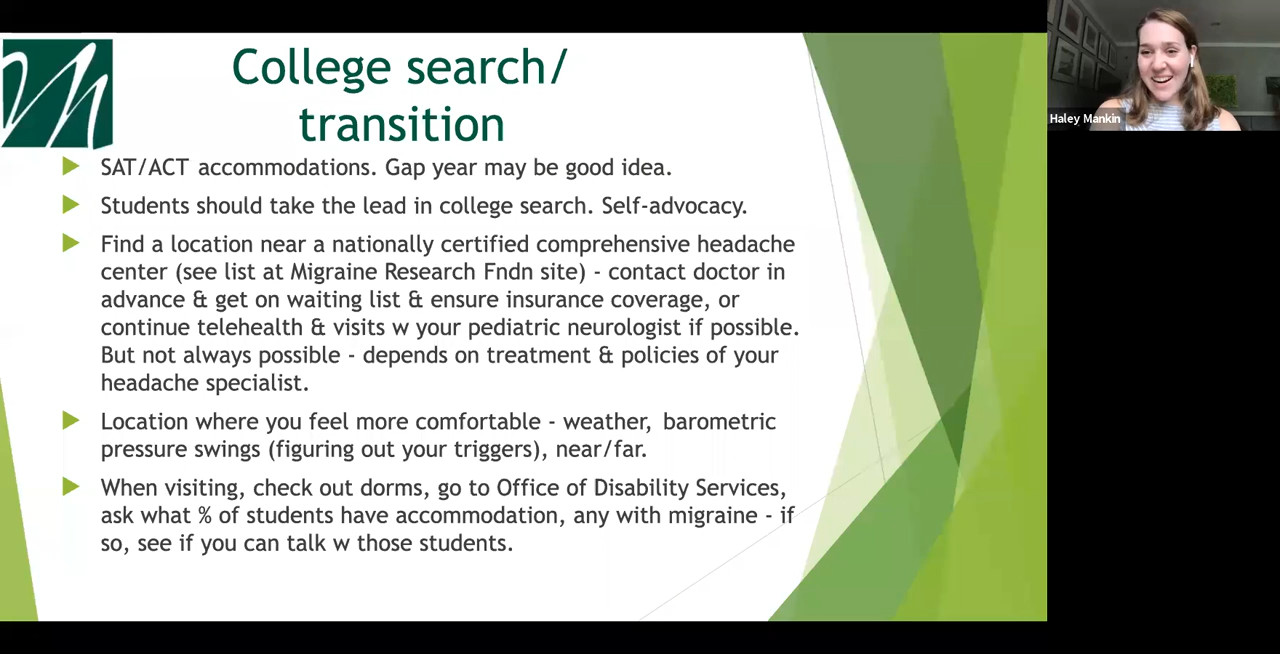 College search/
transition
SAT/ACT accommodations. Gap year may be good idea.
Students should take the lead in college search. Self-advocacy.
Find a location near a nationally certified comprehensive headache
center (see list at Migraine Research Fndn site) - contact doctor in
advance & get on waiting list & ensure insurance coverage, or
continue telehealth & visits w your pediatric neurologist if possible.
But not always possible - depends on treatment & policies of your
headache specialist.
Location where you feel more comfortable - weather, barometric
pressure swings (figuring out your triggers), near/far.
When visiting, check out dorms, go to Office of Disability Services,
ask what % of students have accommodation, any with migraine - if
so, see if you can talk w those students.
Haley Mankin